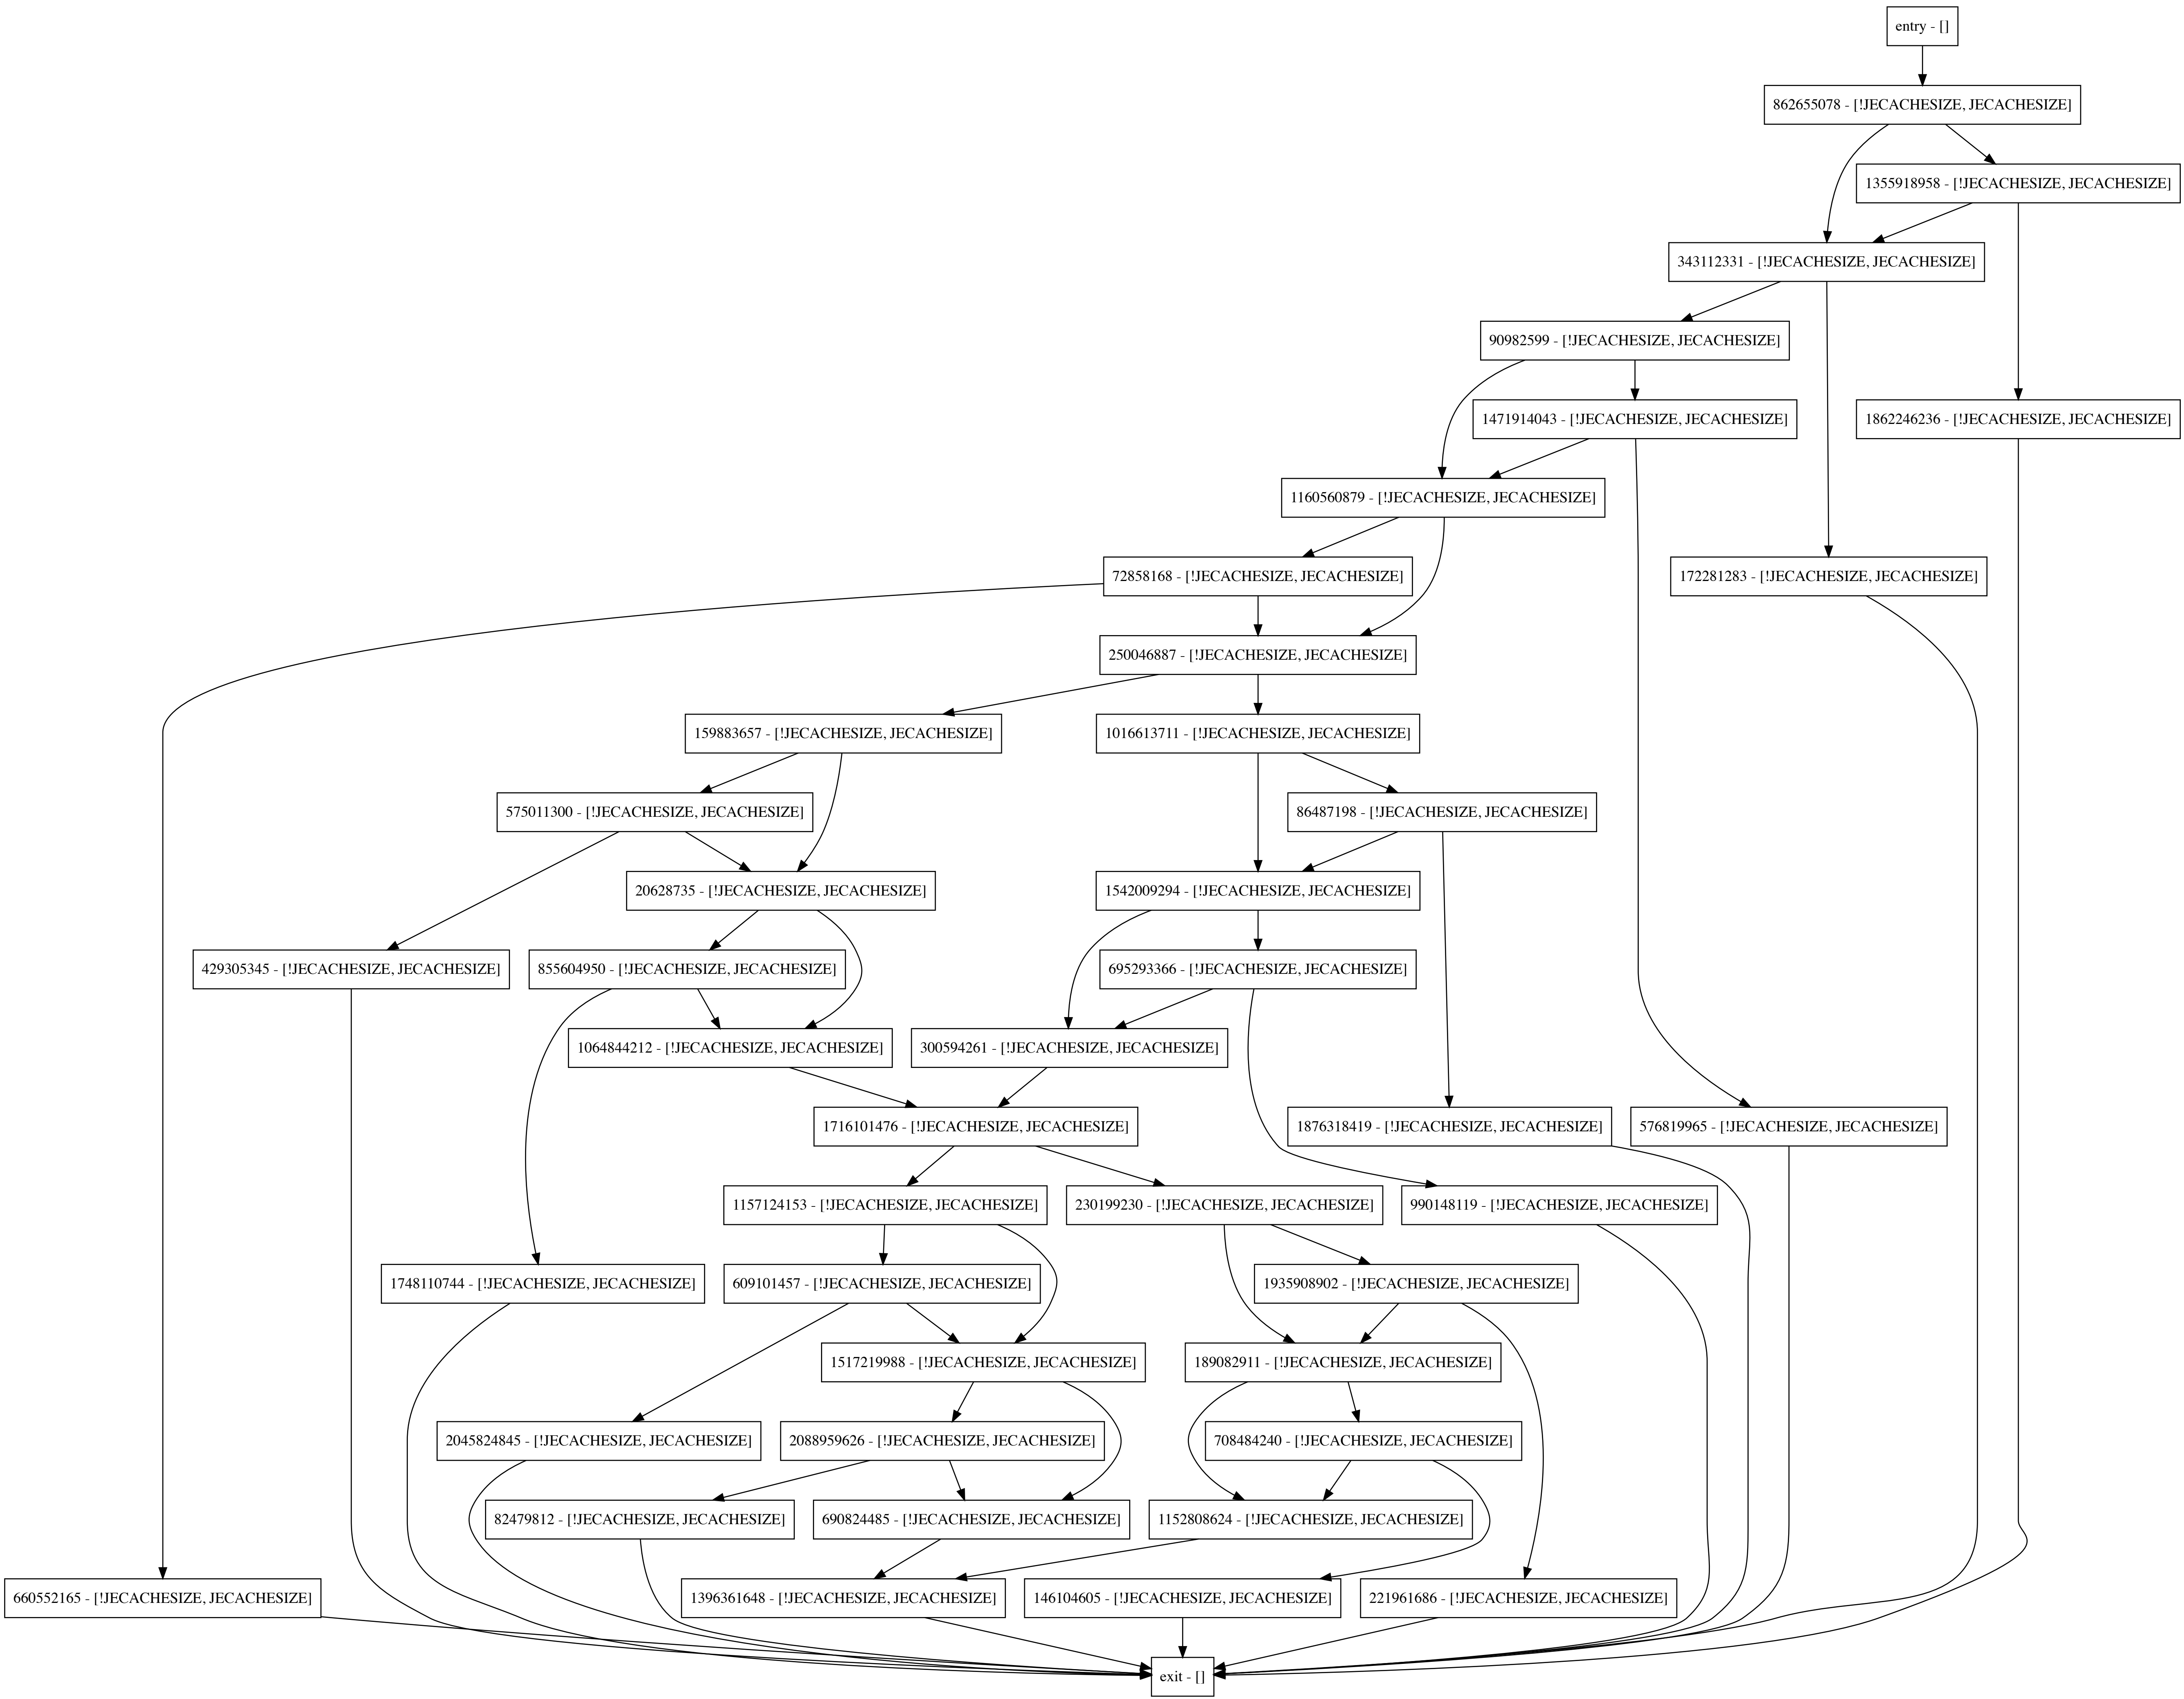 entry - []
862655078 - [!JECACHESIZE, JECACHESIZE]
1355918958 - [!JECACHESIZE, JECACHESIZE]
343112331 - [!JECACHESIZE, JECACHESIZE]
90982599 - [!JECACHESIZE, JECACHESIZE]
1471914043 - [!JECACHESIZE, JECACHESIZE]
1862246236 - [!JECACHESIZE, JECACHESIZE]
1160560879 - [!JECACHESIZE, JECACHESIZE]
72858168 - [!JECACHESIZE, JECACHESIZE]
172281283 - [!JECACHESIZE, JECACHESIZE]
250046887 - [!JECACHESIZE, JECACHESIZE]
159883657 - [!JECACHESIZE, JECACHESIZE]
1016613711 - [!JECACHESIZE, JECACHESIZE]
575011300 - [!JECACHESIZE, JECACHESIZE]
86487198 - [!JECACHESIZE, JECACHESIZE]
20628735 - [!JECACHESIZE, JECACHESIZE]
1542009294 - [!JECACHESIZE, JECACHESIZE]
429305345 - [!JECACHESIZE, JECACHESIZE]
855604950 - [!JECACHESIZE, JECACHESIZE]
695293366 - [!JECACHESIZE, JECACHESIZE]
1064844212 - [!JECACHESIZE, JECACHESIZE]
300594261 - [!JECACHESIZE, JECACHESIZE]
1716101476 - [!JECACHESIZE, JECACHESIZE]
1876318419 - [!JECACHESIZE, JECACHESIZE]
576819965 - [!JECACHESIZE, JECACHESIZE]
1157124153 - [!JECACHESIZE, JECACHESIZE]
230199230 - [!JECACHESIZE, JECACHESIZE]
990148119 - [!JECACHESIZE, JECACHESIZE]
1748110744 - [!JECACHESIZE, JECACHESIZE]
609101457 - [!JECACHESIZE, JECACHESIZE]
1935908902 - [!JECACHESIZE, JECACHESIZE]
1517219988 - [!JECACHESIZE, JECACHESIZE]
189082911 - [!JECACHESIZE, JECACHESIZE]
2045824845 - [!JECACHESIZE, JECACHESIZE]
2088959626 - [!JECACHESIZE, JECACHESIZE]
708484240 - [!JECACHESIZE, JECACHESIZE]
82479812 - [!JECACHESIZE, JECACHESIZE]
690824485 - [!JECACHESIZE, JECACHESIZE]
1152808624 - [!JECACHESIZE, JECACHESIZE]
660552165 - [!JECACHESIZE, JECACHESIZE]
1396361648 - [!JECACHESIZE, JECACHESIZE]
146104605 - [!JECACHESIZE, JECACHESIZE]
221961686 - [!JECACHESIZE, JECACHESIZE]
exit - []